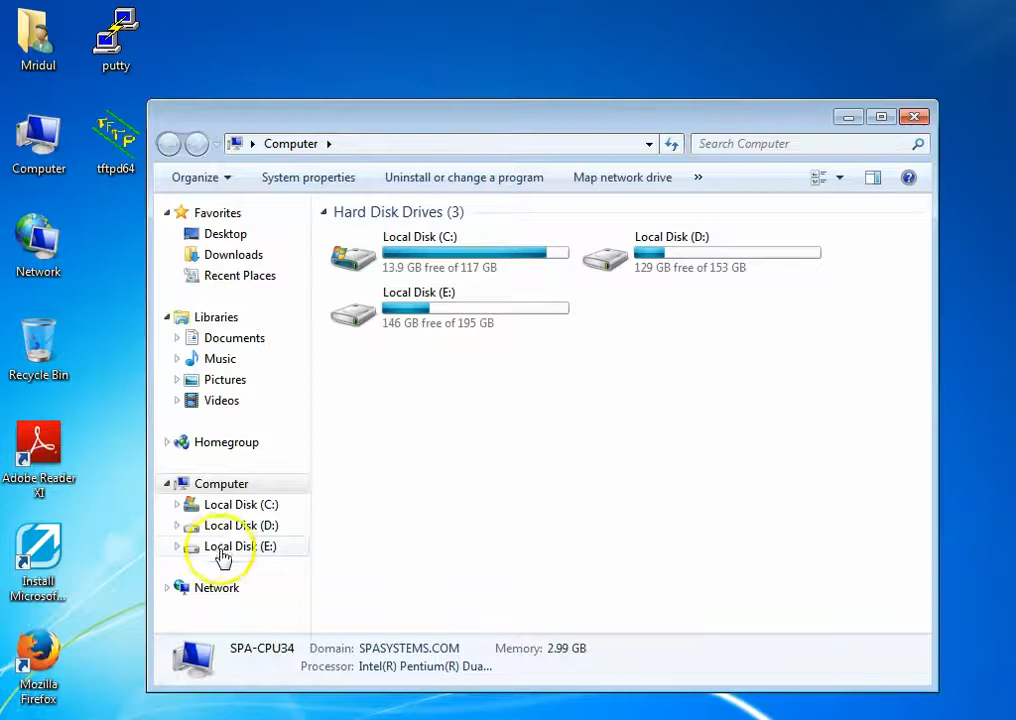 Mridul
putty
Computer
TFTP
tftpd64
Network
Recycle Bin
Adobe Reader
XI
Install
Microsof...
Mozilla
Firefox
Computer
Search Computer
Organize
System properties
Uninstall or change a program
Map network drive
»
Favorites
Desktop
Downloads
Recent Places
Libraries
Documents
Music
Pictures
Videos
Homegroup
Computer
Local Disk (C:)
Local Disk (D:)
Local Disk (E:)
Network
Hard Disk Drives (3)
Local Disk (C:)
13.9 GB free of 117 GB
Local Disk (D:)
129 GB free of 153 GB
Local Disk (E:)
146 GB free of 195 GB
SPA-CPU34
Domain: SPASYSTEMS.COM
Memory: 2.99 GB
Processor: Intel(R) Pentium(R) Dua...